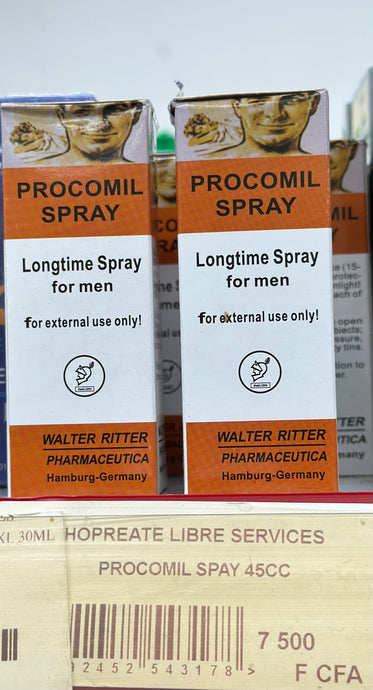 PROCOMIL
SPRAY
Longtime Spray
for men
for external use only!
WALTER RITTER
PHARMACEUTICA
Hamburg-Germany
PROCOMIL
SPRAY
Longtime Spray
for men
for external use only!
WALTER RITTER
PHARMACEUTICA
Hamburg-Germany
XL 30ML
HOPREATE LIBRE SERVICES
PROCOMIL SPAY 45CC
7 500
F CFA
92452 543178 >